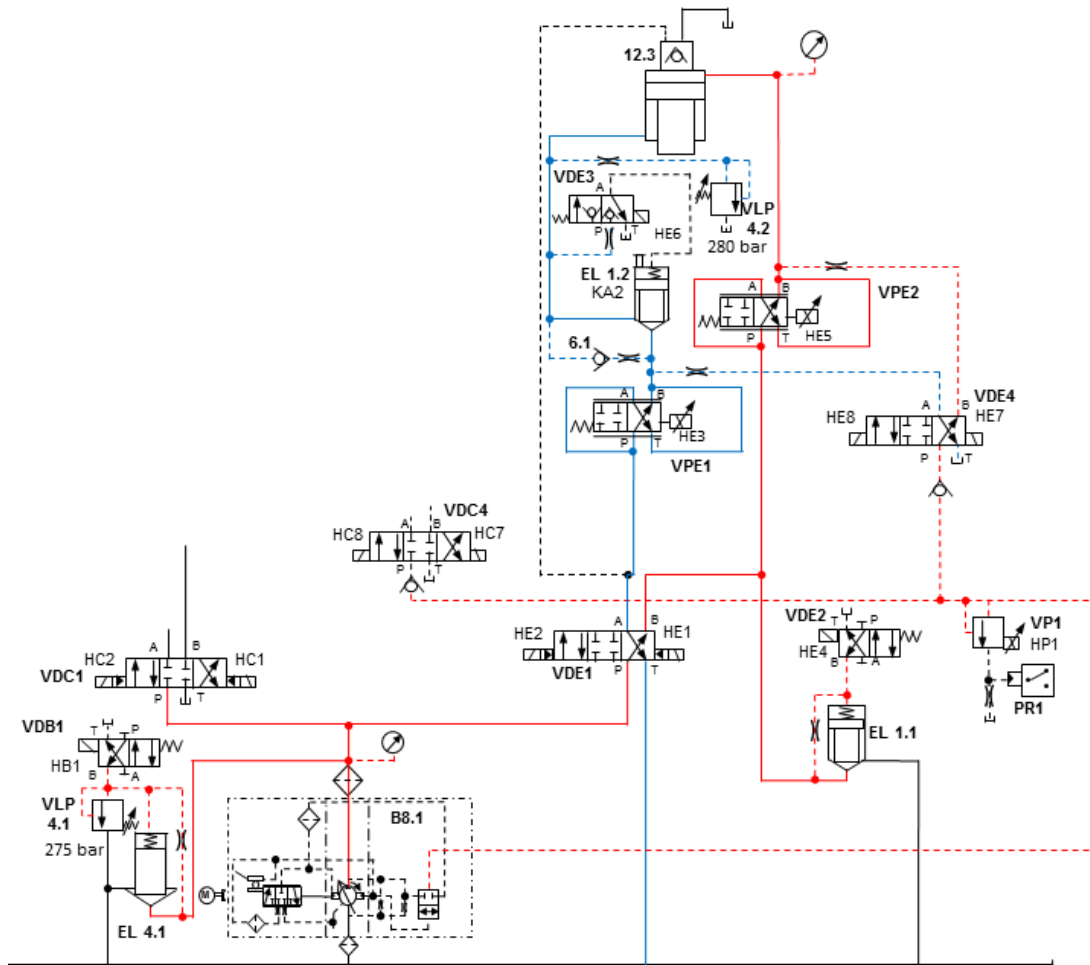 12.3
VDE3
A
P T
HE6
VLP
4.2
280 bar
EL 1.2
KA2
A B
VPE2
P T
HE5
6.1
A B
HE3
P T
VPE1
A B
VDE4
HE8
HE7
P T
VDC4
A B
HC8
HC7
P T
VDE2
T P
HE4
B A
VP1
HP1
PR1
A B
HE2
HE1
VDE1
P T
A B
HC2
HC1
VDC1
P T
VDB1
T P
HB1
B A
VLP
4.1
275 bar
EL 1.1
B8.1
M
EL 4.1